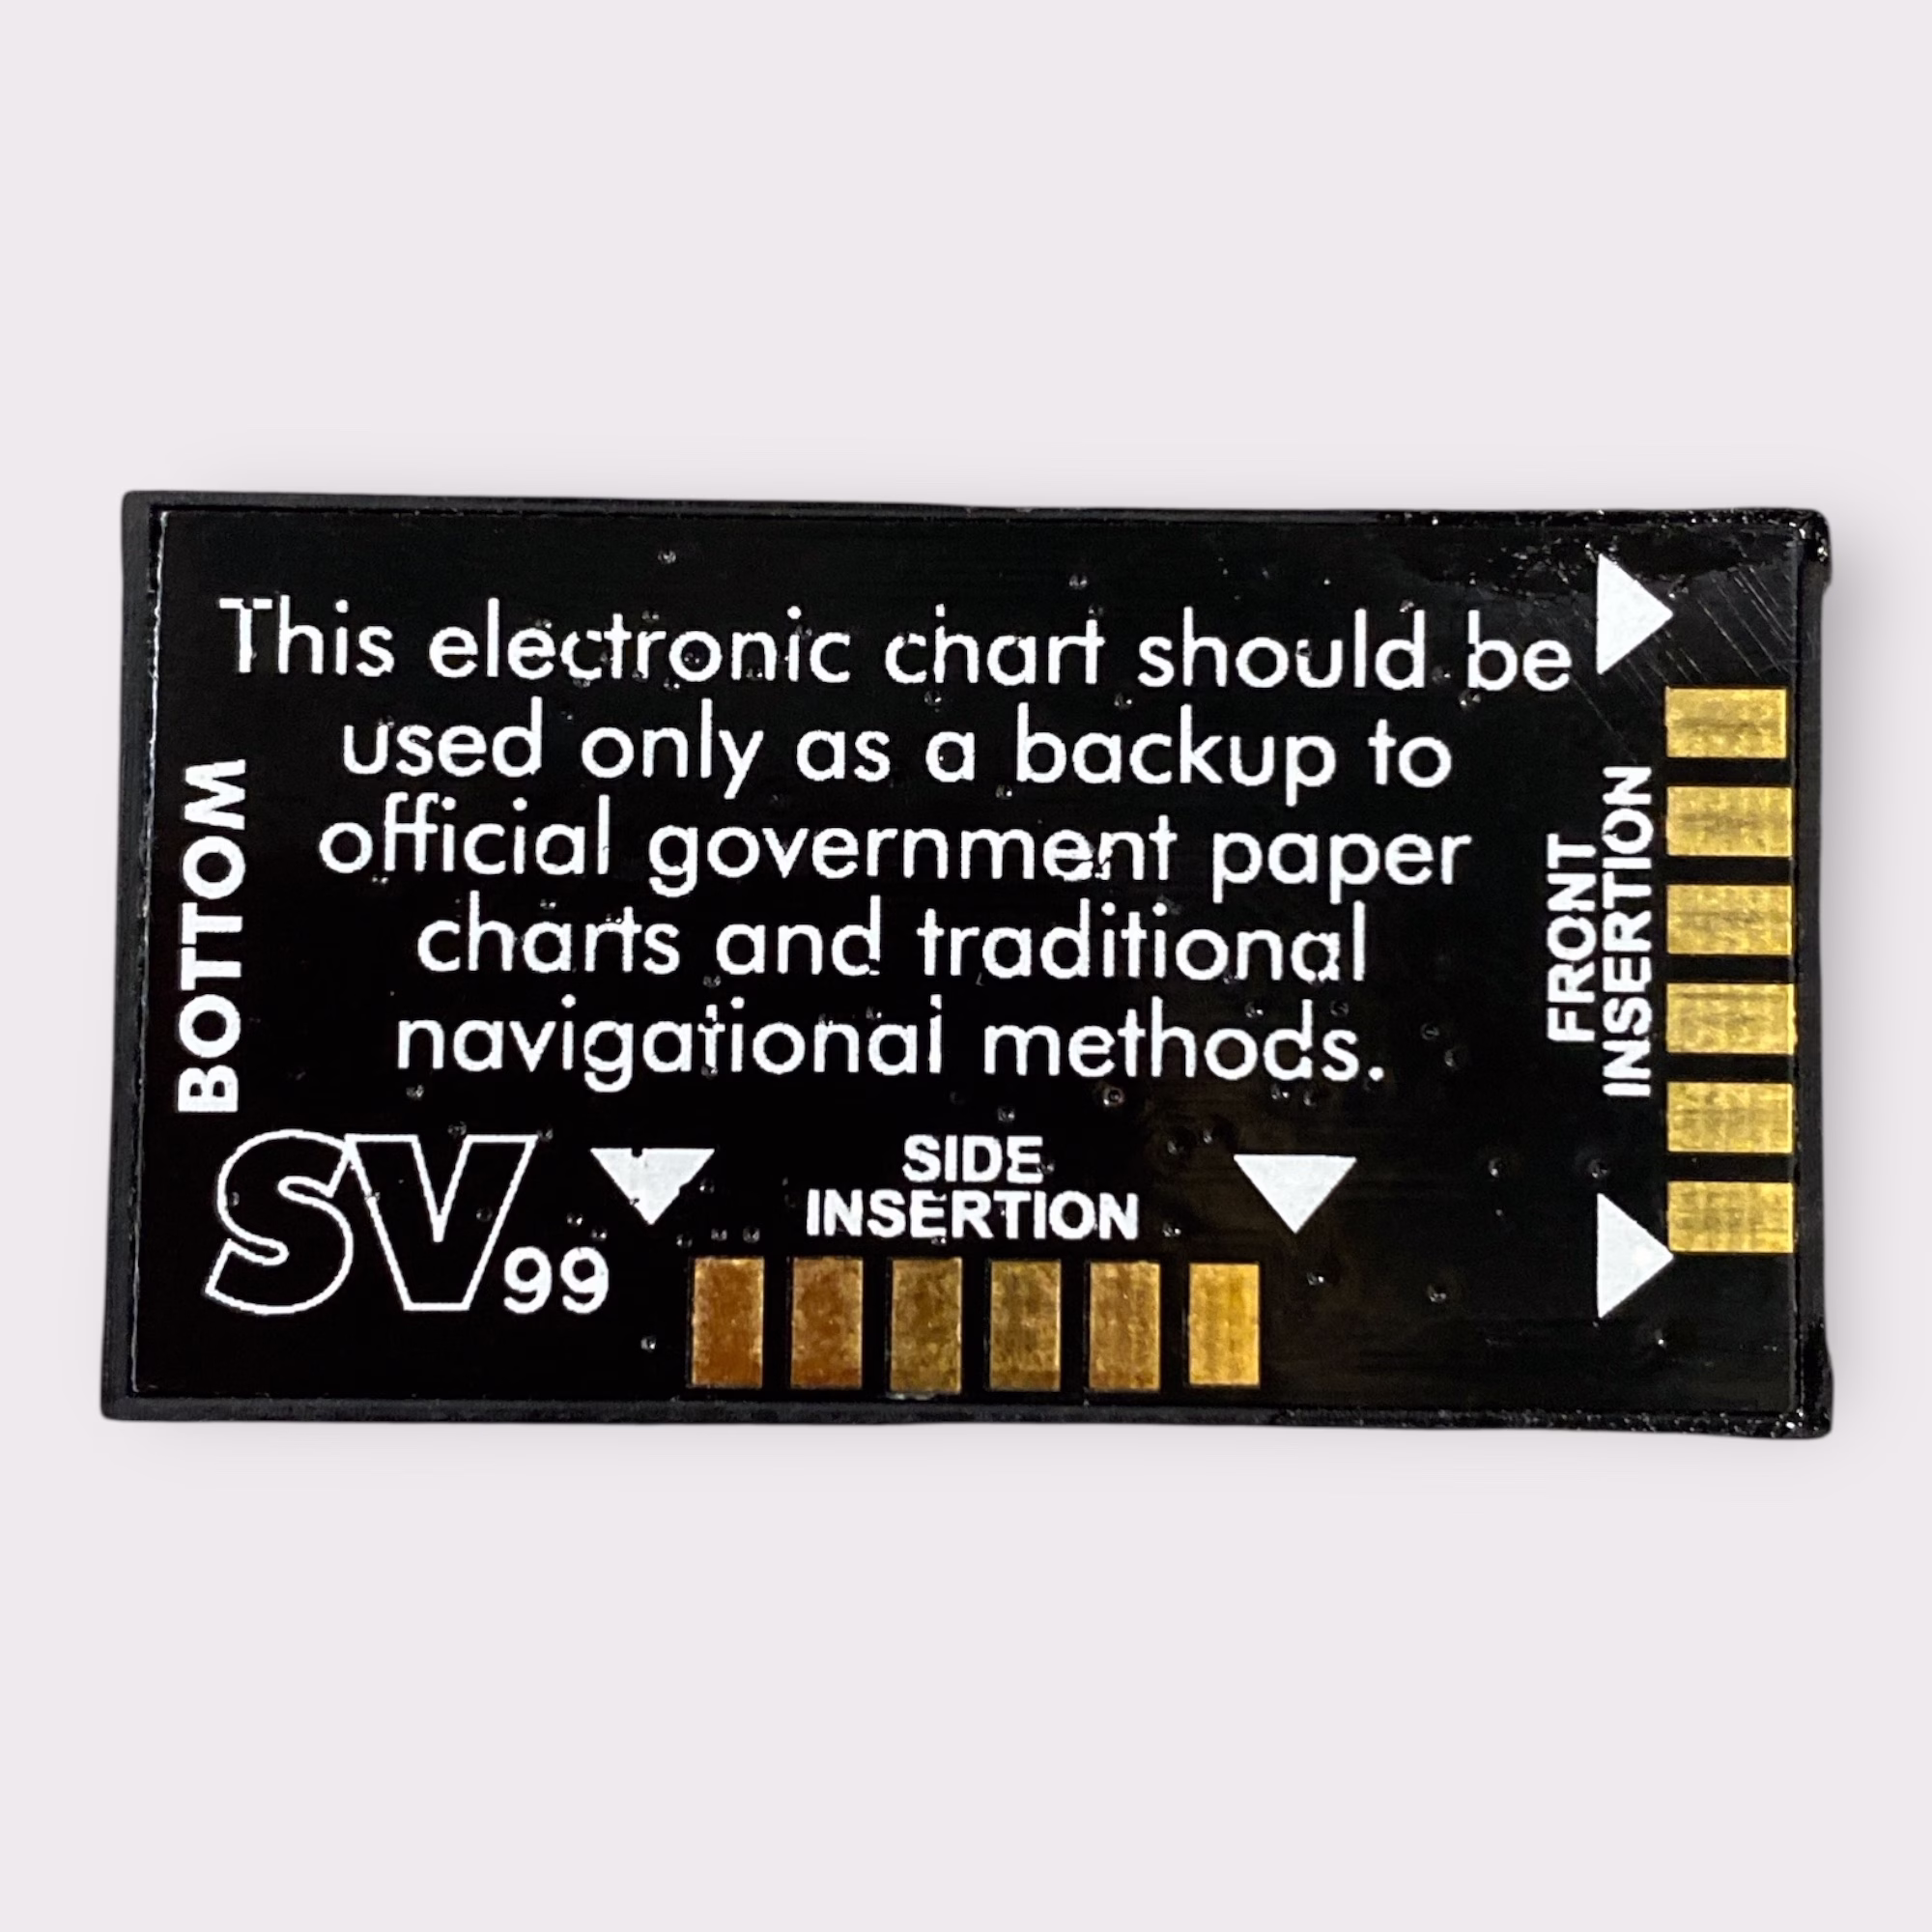 This electronic chart should be
used only as a backup to
official government paper
charts and traditional
navigational methods.
BOTTOM
FRONT
INSERTION
SV99
SIDE
INSERTION